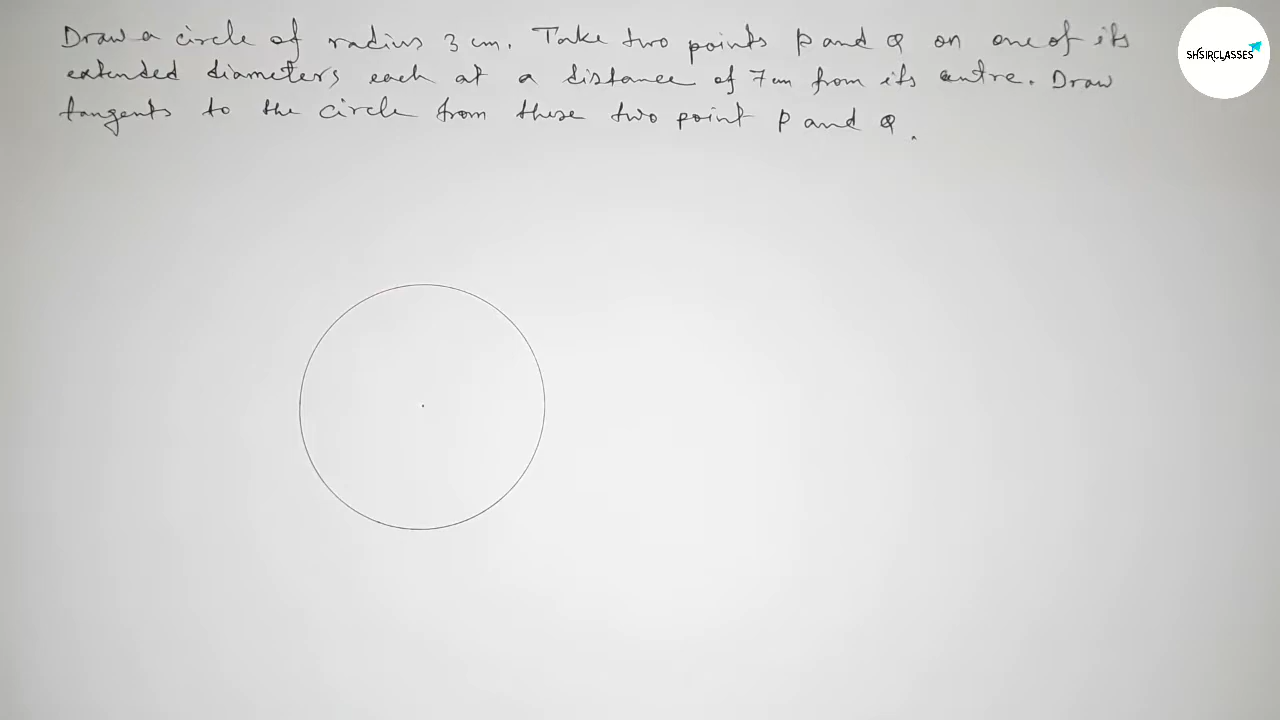 Draw a circle of radius 3 cm. Take two points P and Q on one of its
extended diameters each at a distance of 7 cm from its centre. Draw
tangents to the circle from these two point P and Q.
SHSIRCLASSES